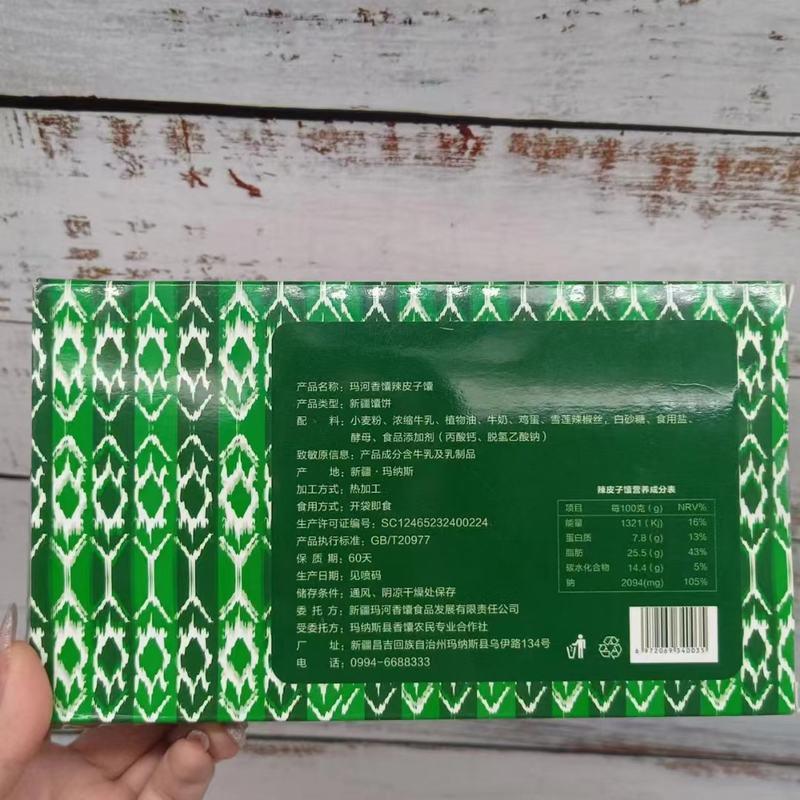 产品名称：玛河香馕辣皮子馕
产品类型：新疆馕饼
配 料：小麦粉、浓缩牛乳、植物油、牛奶、鸡蛋、雪莲辣椒丝、白砂糖、食用盐、
酵母、食品添加剂（丙酸钙、脱氢乙酸钠）
致敏原信息：产品成分含牛乳及乳制品
产 地：新疆·玛纳斯
加工方式：热加工
食用方式：开袋即食
生产许可证编号：SC12465232400224
产品执行标准：GB/T20977
保 质 期：60天
生产日期：见喷码
储存条件：通风、阴凉干燥处保存
委 托 方：新疆玛河香馕食品发展有限责任公司
受委托方：玛纳斯县香馕农民专业合作社
厂 址：新疆昌吉回族自治州玛纳斯县乌伊路134号
电 话：0994-6688333
辣皮子馕营养成分表
项目 每100克(g) NRV%
能量 1321(Kj) 16%
蛋白质 7.8(g) 13%
脂肪 25.5(g) 43%
碳水化合物 14.4(g) 5%
钠 2094(mg) 105%
6 972069 340035